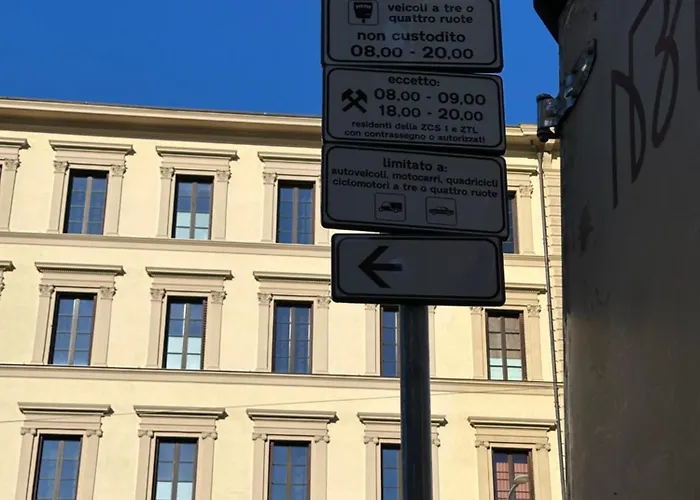 veicoli a tre o
quattro ruote
non custodito
08.00 - 20.00
eccetto:
08.00 - 09.00
18.00 - 20.00
residenti della ZCS 1 e ZTL
con contrassegno o autorizzati
limitato a:
autoveicoli, motocarri, quadricicli
ciclomotori a tre o quattro ruote